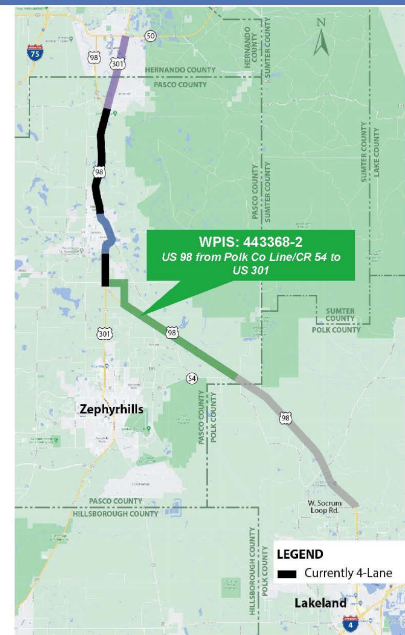 N
50
75
98
301
HERNANDO
COUNTY
SUMTER
COUNTY
HERNANDO COUNTY
PASCO COUNTY
SUMTER COUNTY
LAKE COUNTY
98
PASCO COUNTY
SUMTER COUNTY
WPIS: 443368-2
US 98 from Polk Co Line/CR 54 to
US 301
SUMTER
COUNTY
POLK COUNTY
301
98
54
Zephyrhills
PASCO COUNTY
POLK COUNTY
98
W. Socrum
Loop Rd.
PASCO COUNTY
HILLSBOROUGH COUNTY
HILLSBOROUGH COUNTY
POLK COUNTY
LEGEND
Currently 4-Lane
Lakeland
4